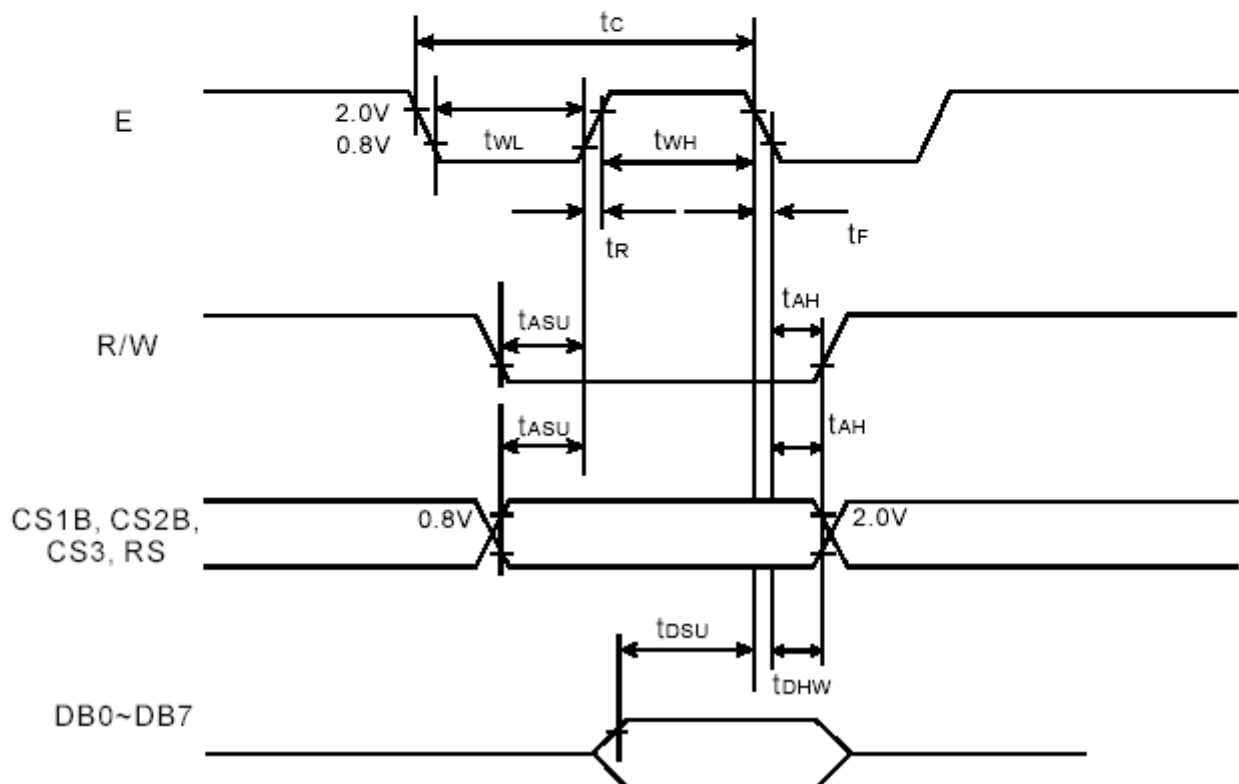 tC
E
2.0V
0.8V
tWL
tWH
tR
tF
R/W
tASU
tAH
tASU
tAH
CS1B, CS2B,
CS3, RS
0.8V
2.0V
tDSU
tDHW
DB0~DB7